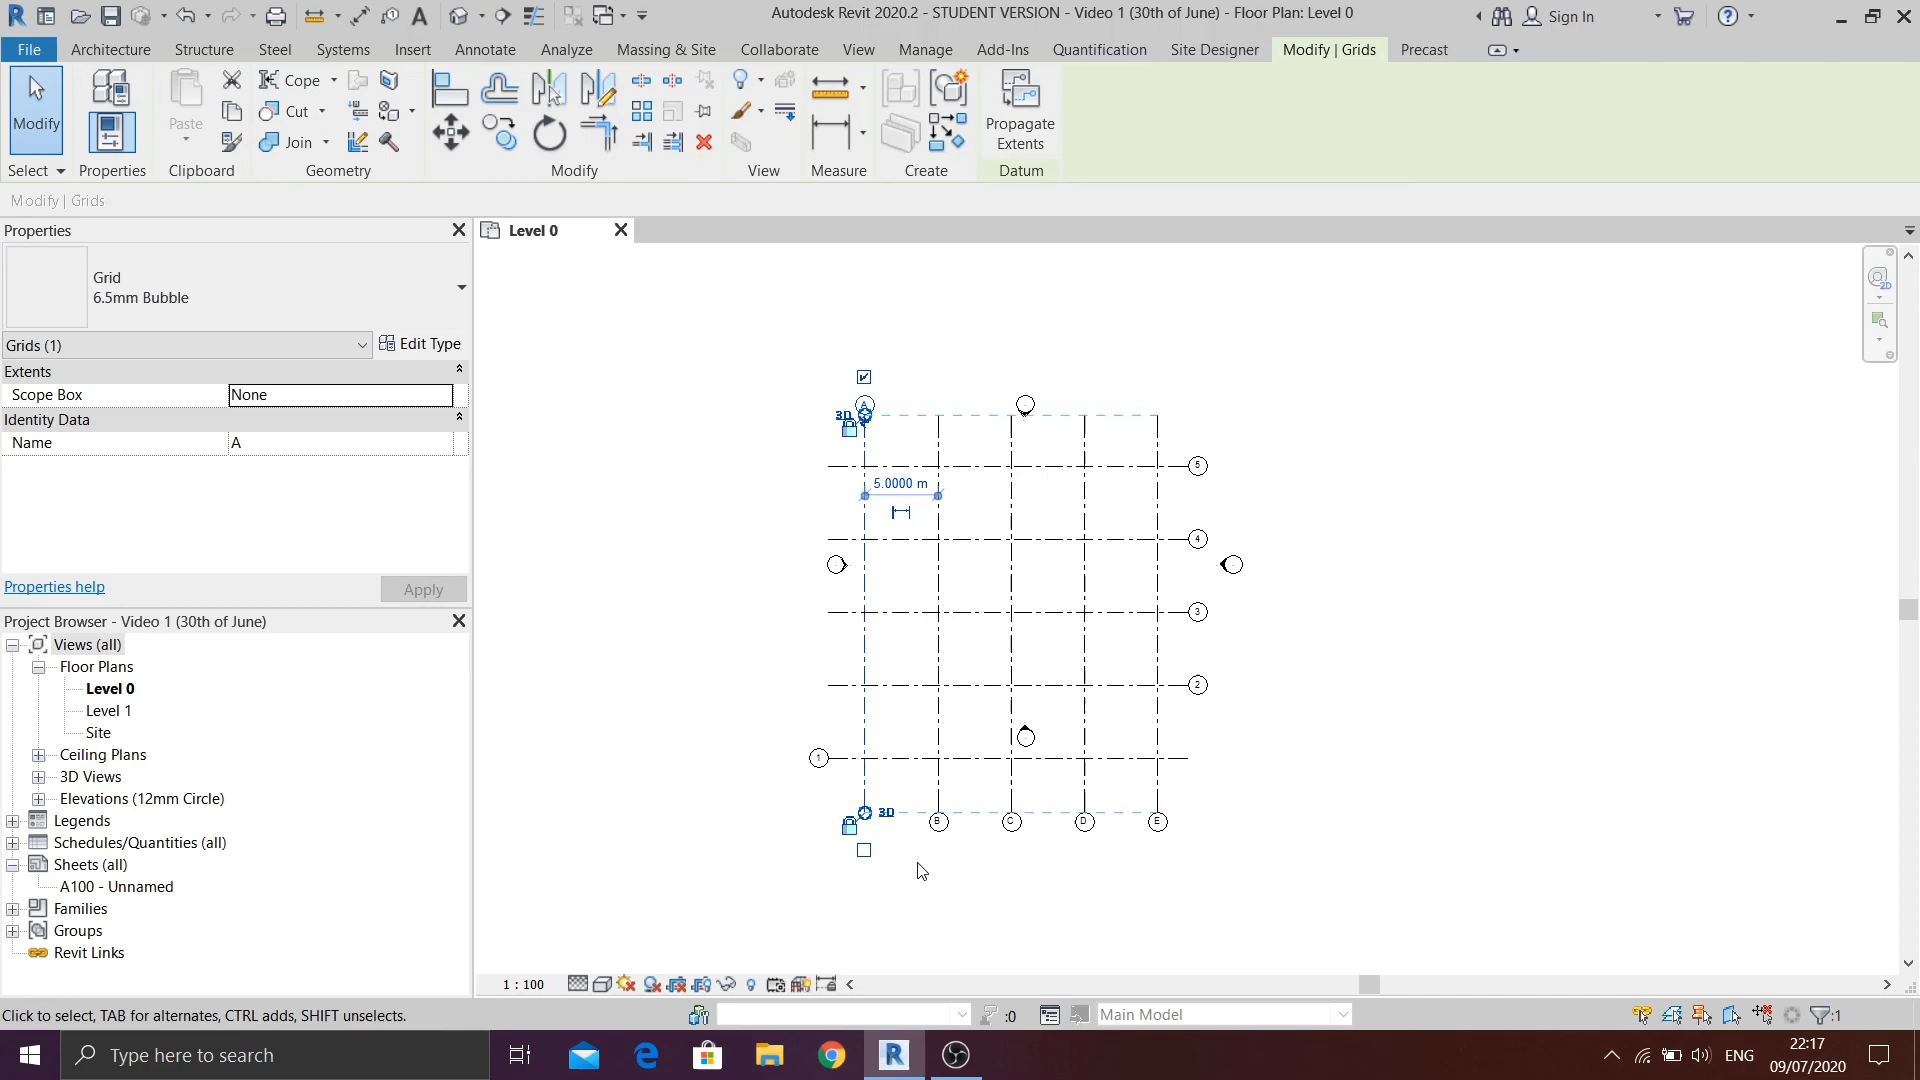 Autodesk Revit 2020.2 - STUDENT VERSION - Video 1 (30th of June) - Floor Plan: Level 0
Sign In
File Architecture Structure Steel Systems Insert Annotate Analyze Massing & Site Collaborate View Manage Add-Ins Quantification Site Designer Modify | Grids Precast
Modify
Paste
Cope
Cut
Join
Propagate
Extents
Select Properties Clipboard Geometry Modify View Measure Create Datum
Modify | Grids
Properties
Level 0
Grid
6.5mm Bubble
Grids (1)
Edit Type
Extents
Scope Box None
Identity Data
Name A
Properties help
Apply
Project Browser - Video 1 (30th of June)
Views (all)
Floor Plans
Level 0
Level 1
Site
Ceiling Plans
3D Views
Elevations (12mm Circle)
Legends
Schedules/Quantities (all)
Sheets (all)
A100 - Unnamed
Families
Groups
Revit Links
2D
A
3D
5
5.0000 m
4
3
2
1
3D
B C D E
1 : 100
Click to select, TAB for alternates, CTRL adds, SHIFT unselects.
:0
Main Model
:1
Type here to search
ENG
22:17
09/07/2020